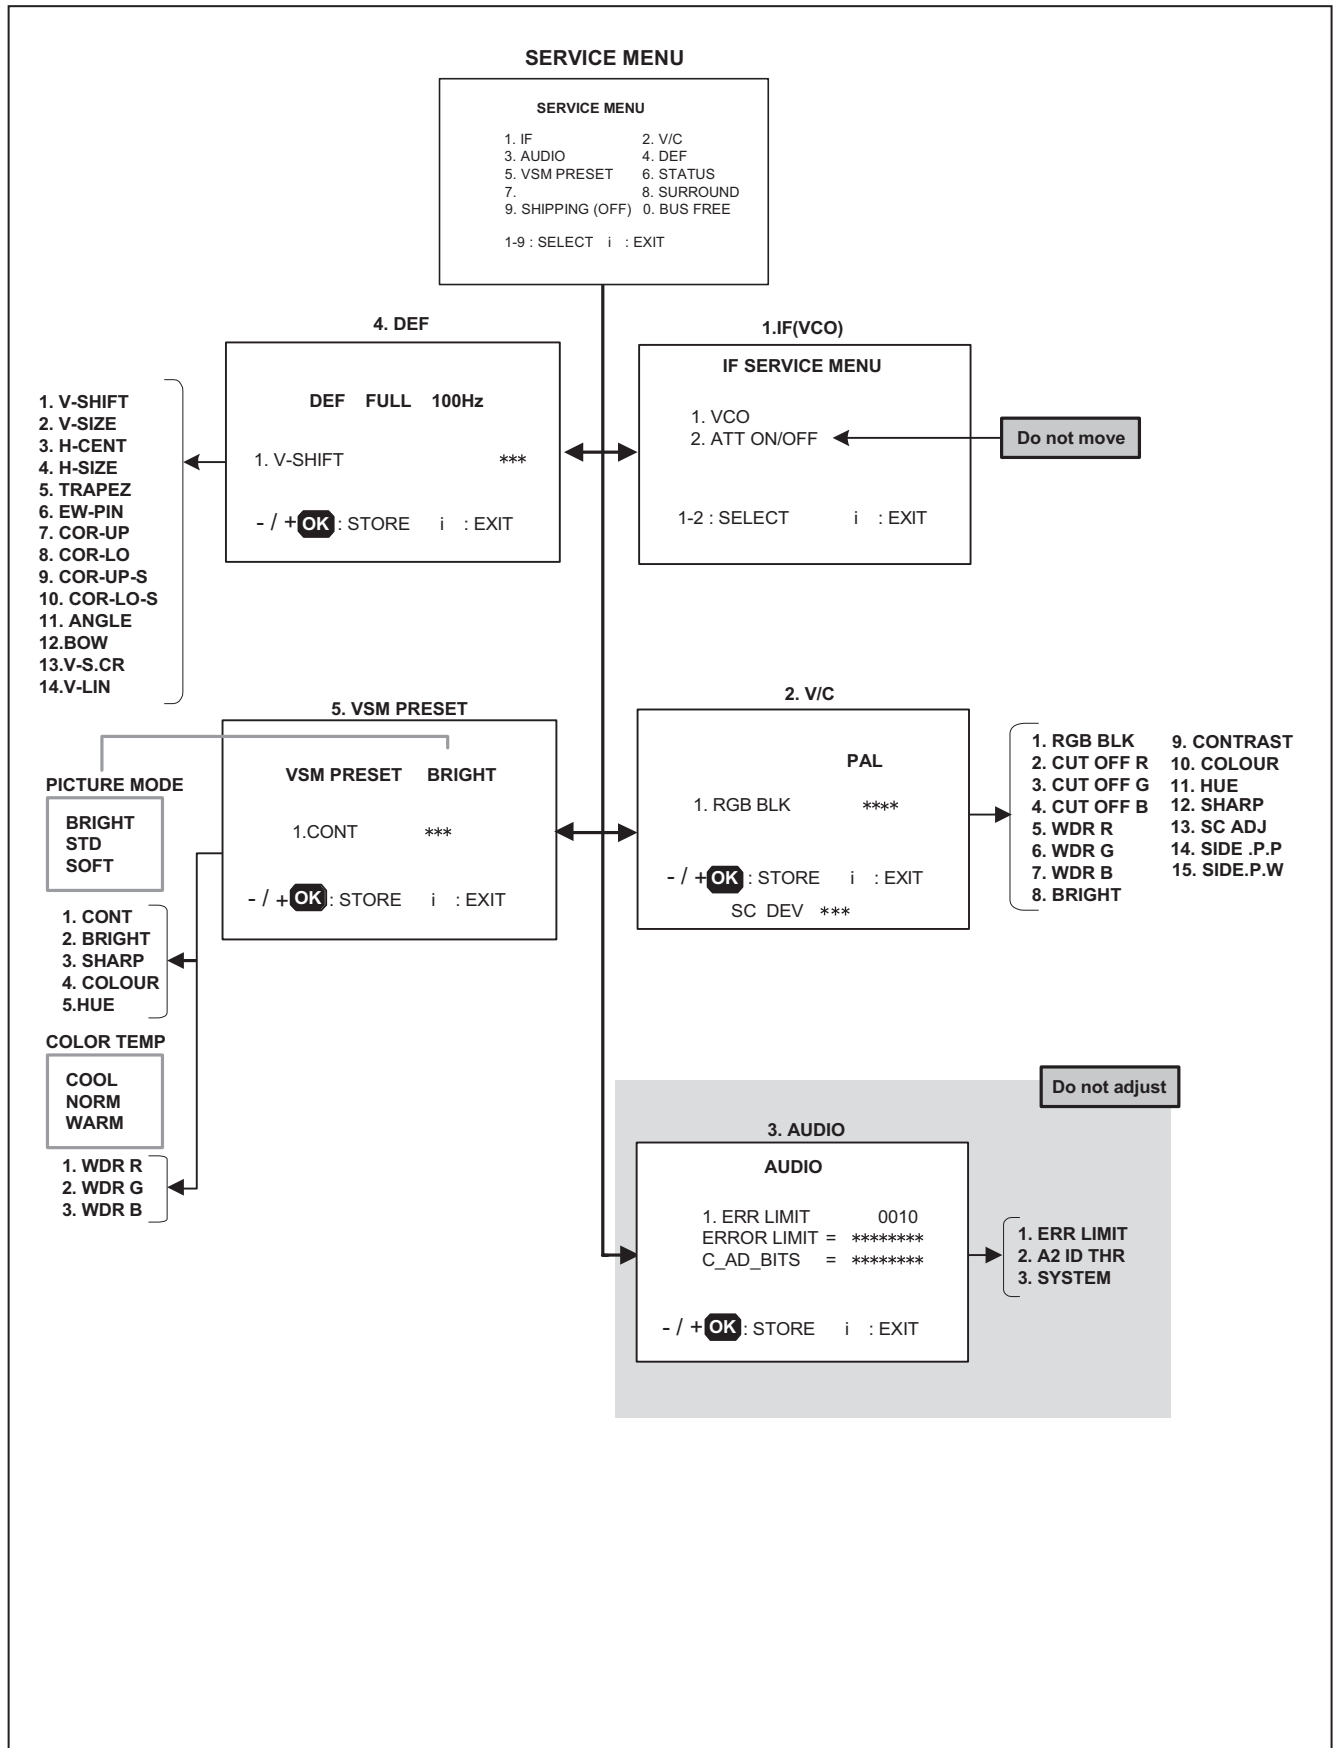 SERVICE MENU
SERVICE MENU
1. IF 2. V/C
3. AUDIO 4. DEF
5. VSM PRESET 6. STATUS
7. 8. SURROUND
9. SHIPPING (OFF) 0. BUS FREE
1-9 : SELECT i : EXIT
4. DEF
DEF FULL 100Hz
1. V-SHIFT ***
- / + OK : STORE i : EXIT
1. V-SHIFT
2. V-SIZE
3. H-CENT
4. H-SIZE
5. TRAPEZ
6. EW-PIN
7. COR-UP
8. COR-LO
9. COR-UP-S
10. COR-LO-S
11. ANGLE
12.BOW
13.V-S.CR
14.V-LIN
1.IF(VCO)
IF SERVICE MENU
1. VCO
2. ATT ON/OFF
1-2 : SELECT i : EXIT
Do not move
5. VSM PRESET
VSM PRESET BRIGHT
1.CONT ***
- / + OK : STORE i : EXIT
PICTURE MODE
BRIGHT
STD
SOFT
1. CONT
2. BRIGHT
3. SHARP
4. COLOUR
5.HUE
COLOR TEMP
COOL
NORM
WARM
1. WDR R
2. WDR G
3. WDR B
2. V/C
PAL
1. RGB BLK ****
- / + OK : STORE i : EXIT
SC DEV ***
1. RGB BLK
2. CUT OFF R
3. CUT OFF G
4. CUT OFF B
5. WDR R
6. WDR G
7. WDR B
8. BRIGHT
9. CONTRAST
10. COLOUR
11. HUE
12. SHARP
13. SC ADJ
14. SIDE .P.P
15. SIDE.P.W
Do not adjust
3. AUDIO
AUDIO
1. ERR LIMIT 0010
ERROR LIMIT = ********
C_AD_BITS = ********
- / + OK : STORE i : EXIT
1. ERR LIMIT
2. A2 ID THR
3. SYSTEM